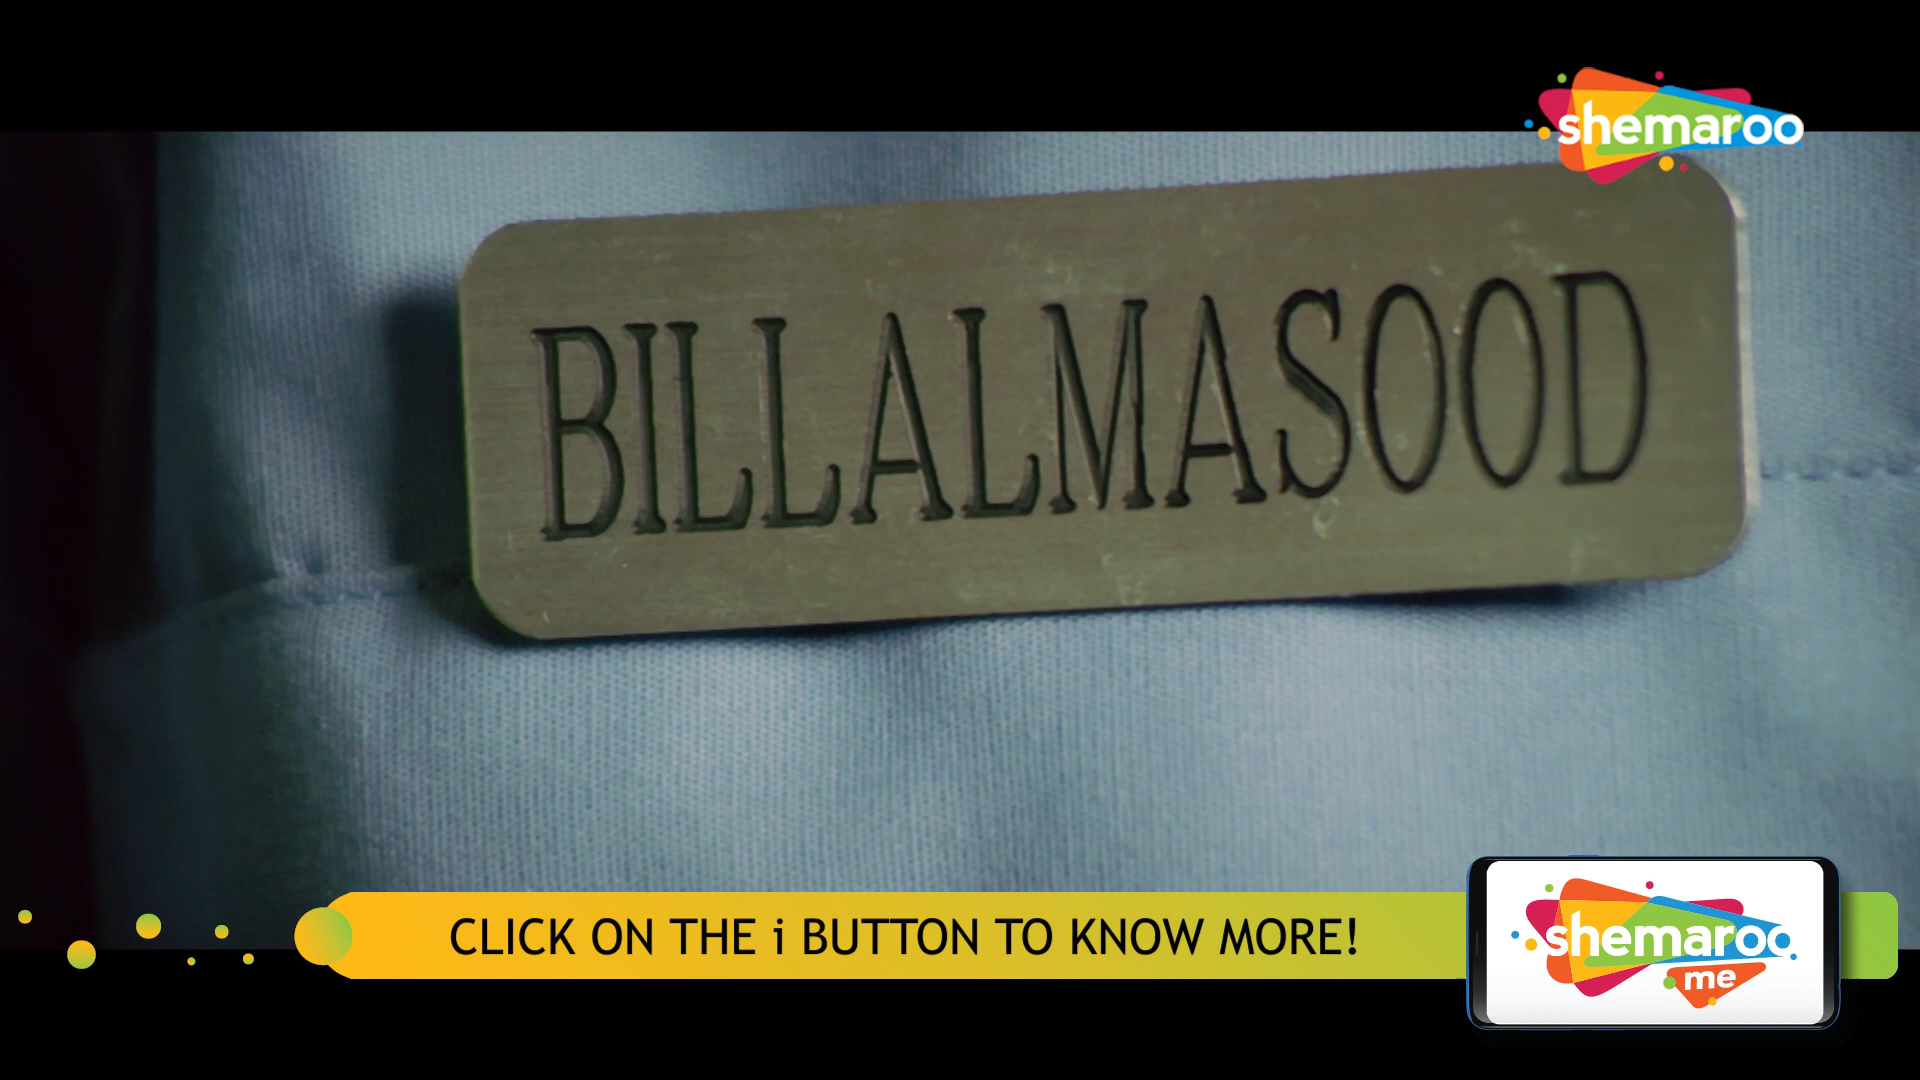 shemaroo
BILLALMASOOD
CLICK ON THE i BUTTON TO KNOW MORE!
shemaroo
me